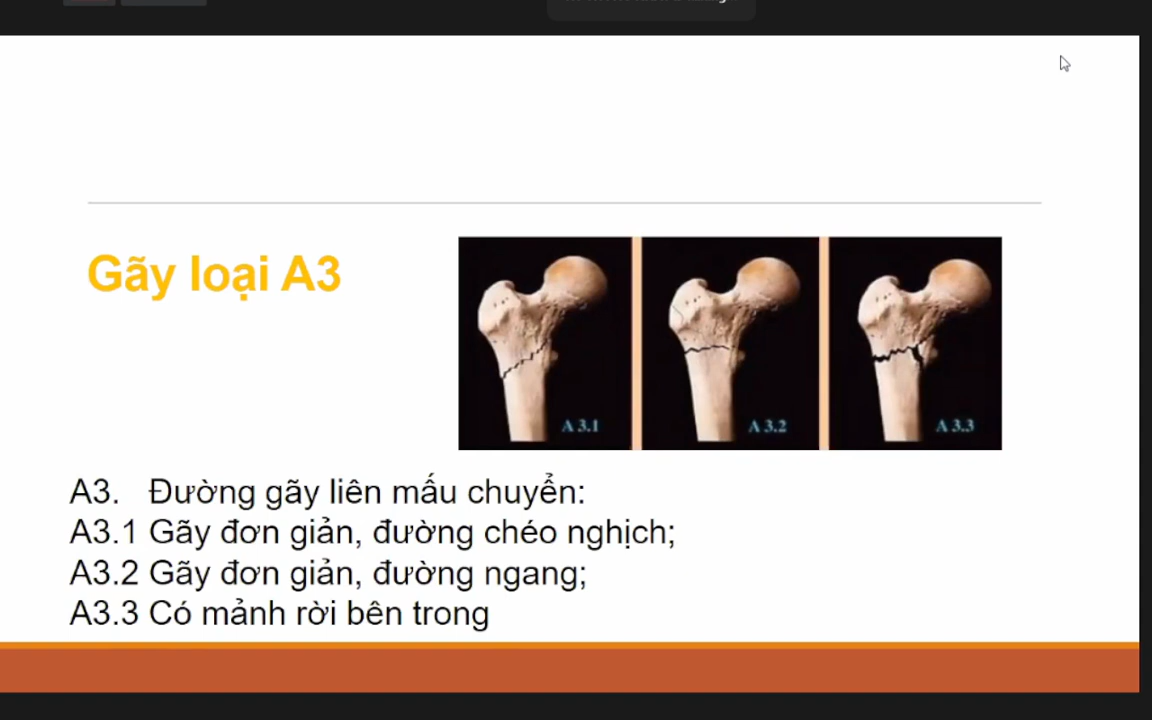 Gãy loại A3
A 3.1
A 3.2
A 3.3
A3. Đường gãy liên mấu chuyển:
A3.1 Gãy đơn giản, đường chéo nghịch;
A3.2 Gãy đơn giản, đường ngang;
A3.3 Có mảnh rời bên trong